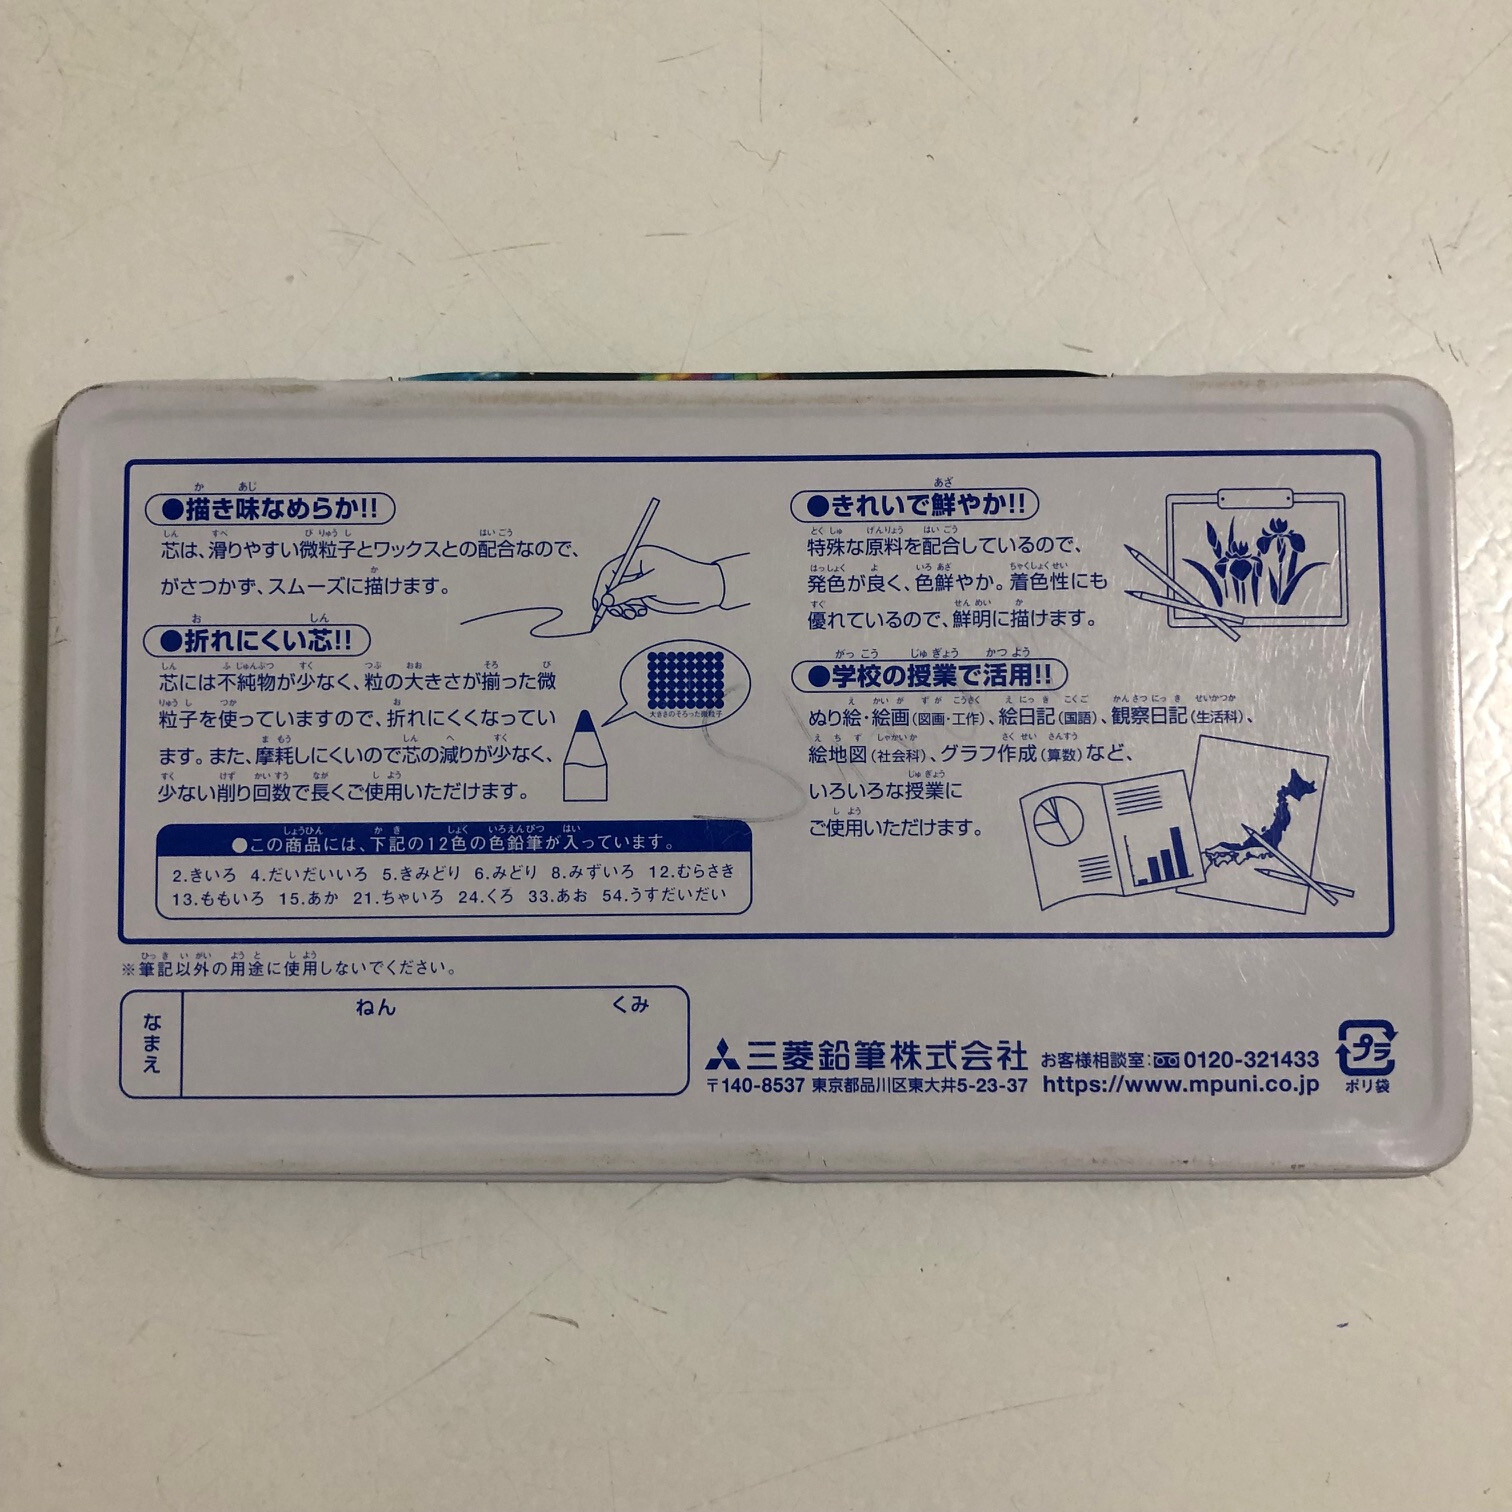 ●描き味なめらか!!
芯は、滑りやすい微粒子とワックスとの配合なので、
がさつかず、スムーズに描けます。
●折れにくい芯!!
芯には不純物が少なく、粒の大きさが揃った微
粒子を使っていますので、折れにくくなってい
ます。また、摩耗しにくいので芯の減りが少なく、
少ない削り回数で長くご使用いただけます。
大きさのそろった微粒子
●この商品には、下記の12色の色鉛筆が入っています。
2.きいろ 4.だいだいいろ 5.きみどり 6.みどり 8.みずいろ 12.むらさき
13.ももいろ 15.あか 21.ちゃいろ 24.くろ 33.あお 54.うすだいだい
●きれいで鮮やか!!
特殊な原料を配合しているので、
発色が良く、色鮮やか。着色性にも
優れているので、鮮明に描けます。
●学校の授業で活用!!
ぬり絵・絵画(図画・工作)、絵日記(国語)、観察日記(生活科)、
絵地図(社会科)、グラフ作成(算数)など、
いろいろな授業に
ご使用いただけます。
※筆記以外の用途に使用しないでください。
なまえ
ねん くみ
三菱鉛筆株式会社 お客様相談室:0120-321433
〒140-8537 東京都品川区東大井5-23-37 https://www.mpuni.co.jp
プラ
ポリ袋